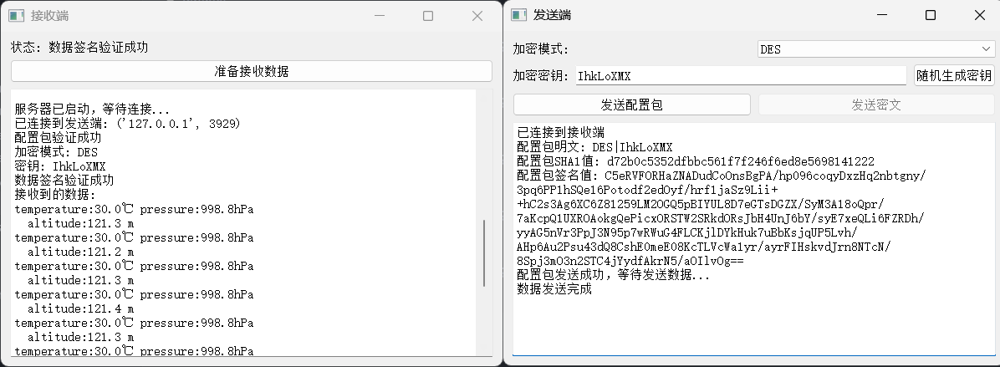 接收端
状态: 数据签名验证成功
准备接收数据
服务器已启动，等待连接...
已连接到发送端: ('127.0.0.1', 3929)
配置包验证成功
加密模式: DES
密钥: IhkLoXMX
数据签名验证成功
接收到的数据:
temperature:30.0℃ pressure:998.8hPa
altitude:121.3 m
temperature:30.0℃ pressure:998.8hPa
altitude:121.2 m
temperature:30.0℃ pressure:998.8hPa
altitude:121.3 m
temperature:30.0℃ pressure:998.8hPa
altitude:121.4 m
temperature:30.0℃ pressure:998.8hPa
altitude:121.3 m
temperature:30.0℃ pressure:998.8hPa
发送端
加密模式:
DES
加密密钥:
IhkLoXMX
随机生成密钥
发送配置包
发送密文
已连接到接收端
配置包明文: DES|IhkLoXMX
配置包SHA1值: d72b0c5352dfbbc561f7f246f6ed8e5698141222
配置包签名值: C5eRVFORHaZNADudCoOnsBgPA/hp096coqyDxzHq2nbtgny/
3pq6PP1hSQel6Potodf2edOyf/hrf1jaSz9Lii+
+hC2s3Ag6XC6Z81259LM2OGQ5pBIYUL8D7eGTsDGZX/SyM3A18oQpr/
7aKcpQ1UXROAokgQePicxORSTW2SRkdORsJbH4UnJ6bY/syE7xeQLi6FZRDh/
yyAG5nVr3PpJ3N95p7wRWuG4FLCKjlDYkHuk7uBbKsjqUP5Lvh/
AHp6Au2Psu43dQ8CshE0meE08KcTLVcWa1yr/ayrFIHskvdJrn8NTcN/
8Spj3mO3n2STC4jYydfAkrN5/aOIlvOg==
配置包发送成功，等待发送数据...
数据发送完成